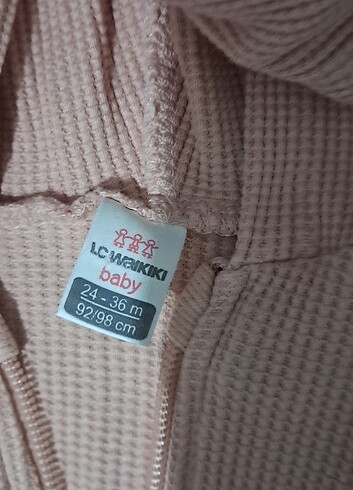 LC WAIKIKI
baby
24 - 36 m
92/98 cm